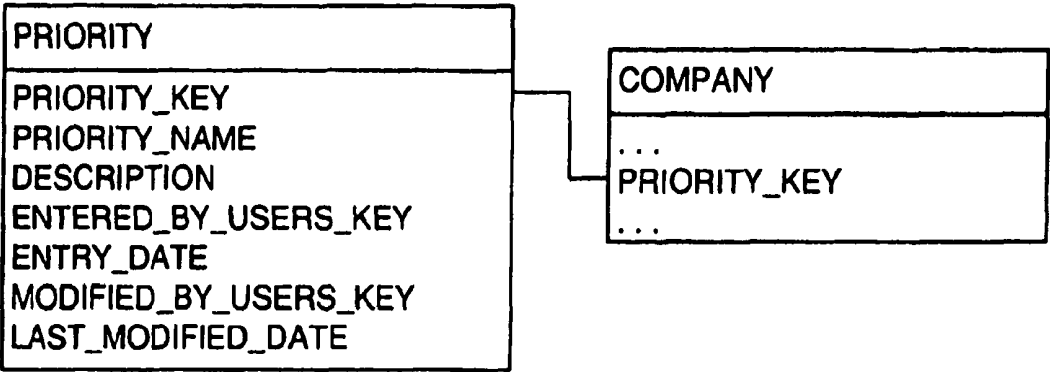 PRIORITY
PRIORITY_KEY
PRIORITY_NAME
DESCRIPTION
ENTERED_BY_USERS_KEY
ENTRY_DATE
MODIFIED_BY_USERS_KEY
LAST_MODIFIED_DATE
COMPANY
. . .
PRIORITY_KEY
. . .